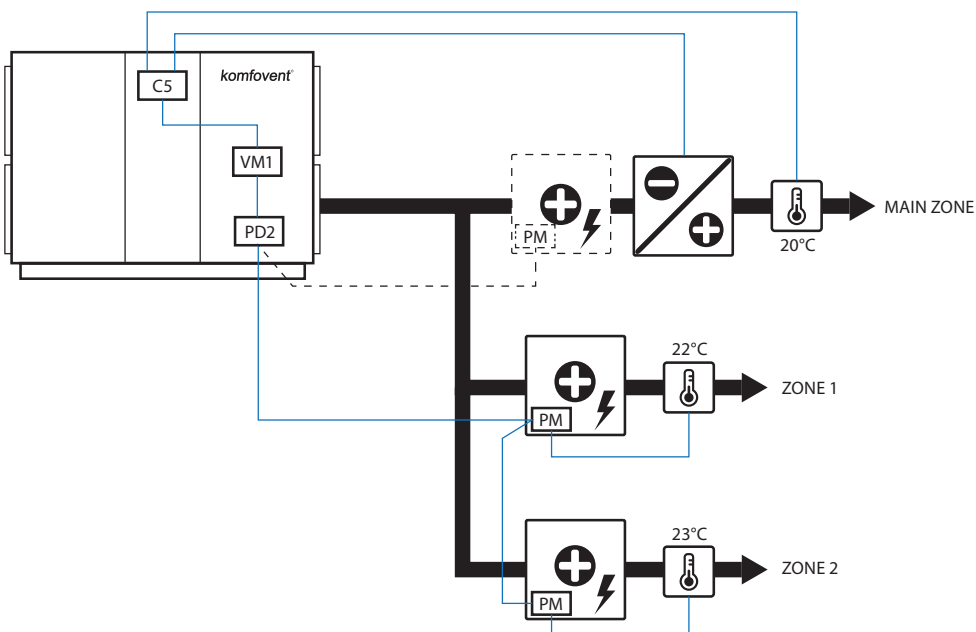 C5
komfovent®
VM1
PD2
PM
20°C
MAIN ZONE
22°C
PM
ZONE 1
23°C
PM
ZONE 2